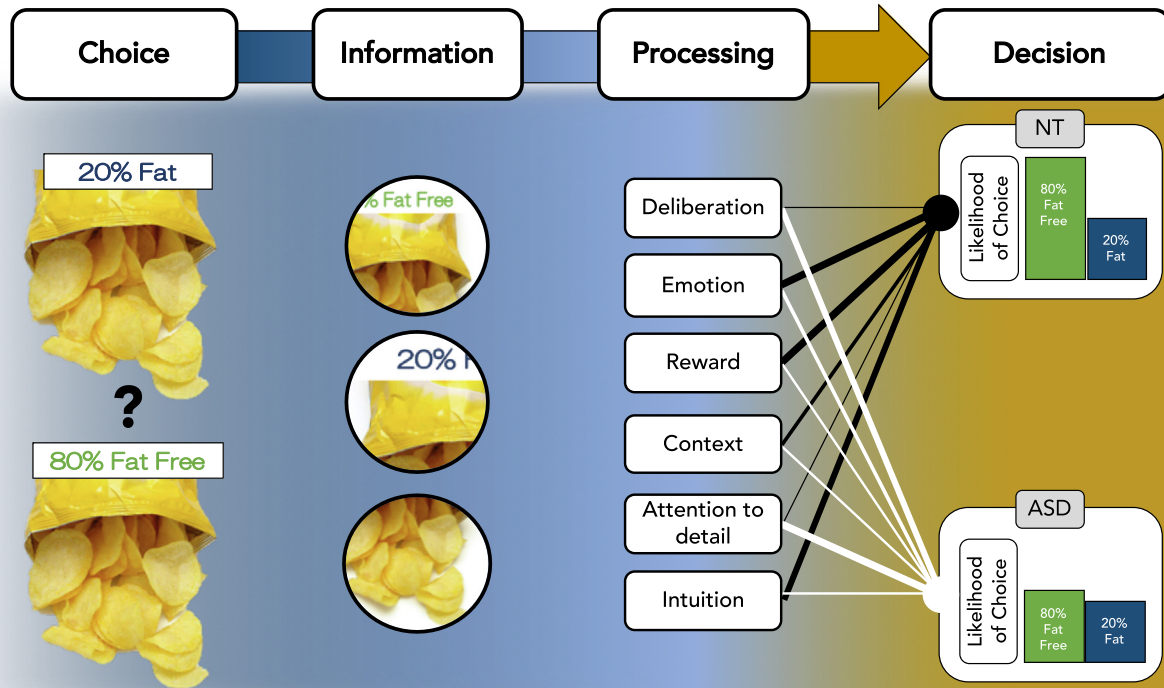 Choice
Information
Processing
Decision
20% Fat
?
80% Fat Free
% Fat Free
20% F
Deliberation
Emotion
Reward
Context
Attention to
detail
Intuition
NT
Likelihood
of Choice
80%
Fat
Free
20%
Fat
ASD
Likelihood
of Choice
80%
Fat
Free
20%
Fat